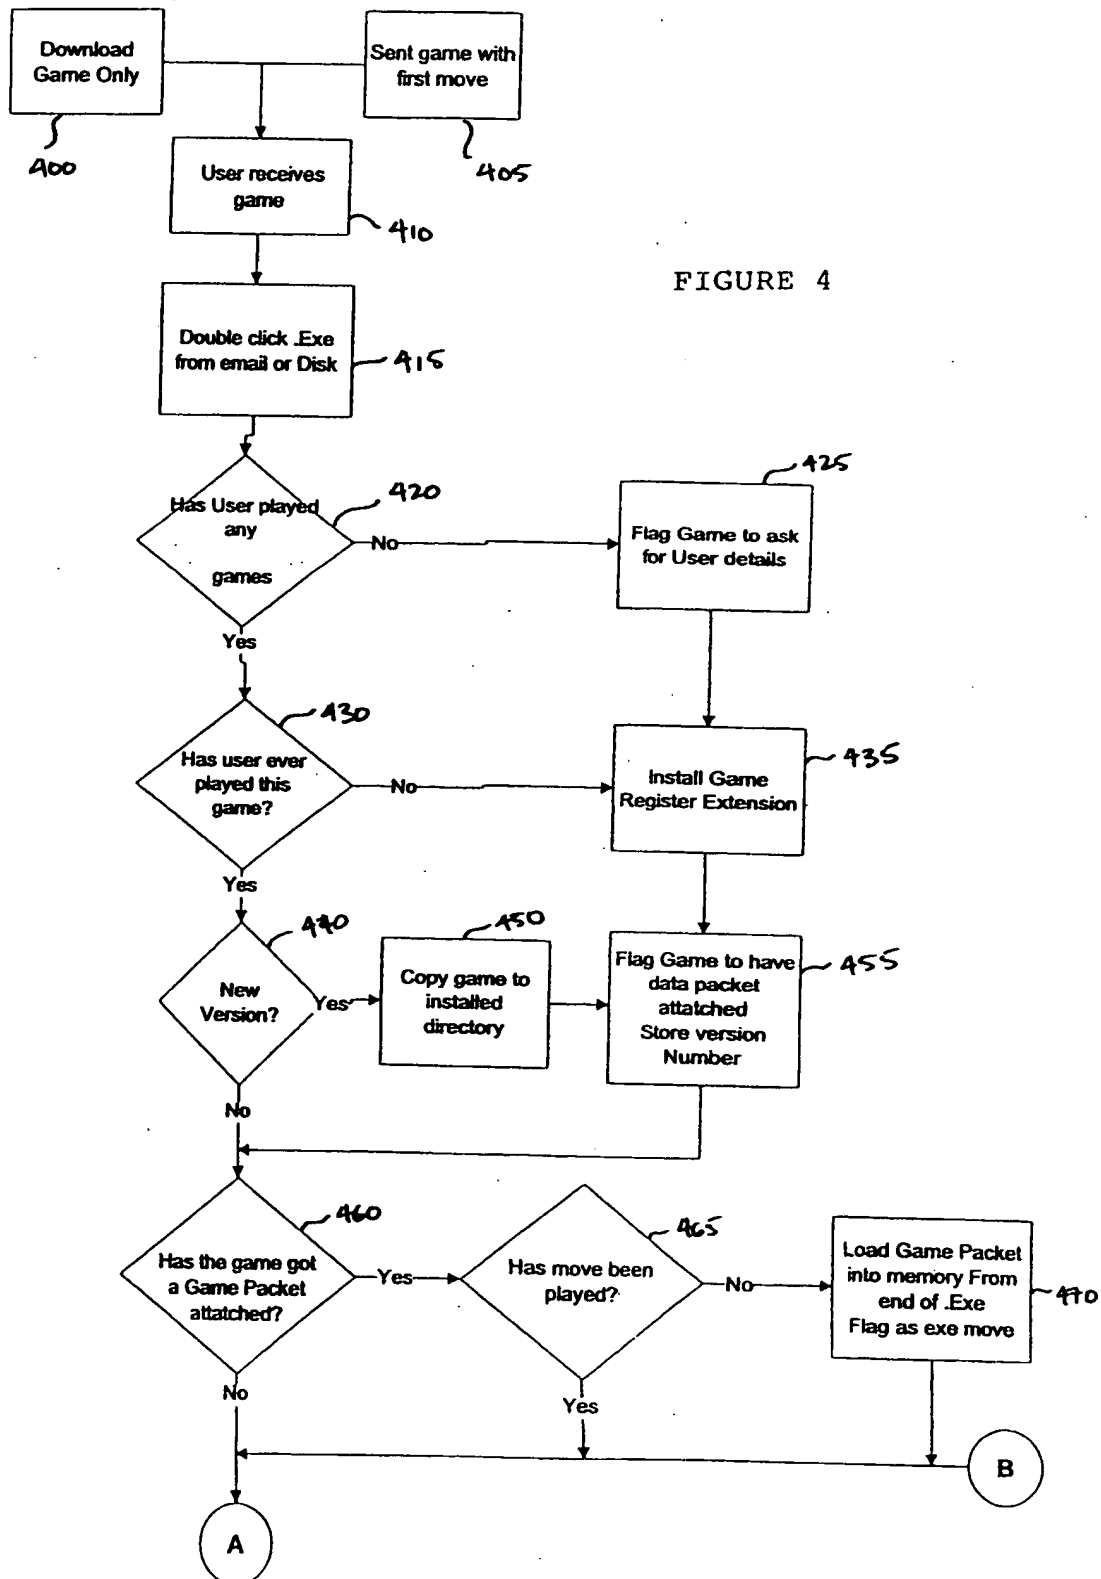 Download
Game Only
400
Sent game with
first move
405
User receives
game
410
FIGURE 4
Double click .Exe
from email or Disk
415
Has User played
any
games
420
No
425
Flag Game to ask
for User details
Yes
430
Has user ever
played this
game?
No
435
Install Game
Register Extension
Yes
440
New
Version?
Yes
450
Copy game to
installed
directory
455
Flag Game to have
data packet
attatched
Store version
Number
No
460
Has the game got
a Game Packet
attatched?
Yes
465
Has move been
played?
No
Load Game Packet
into memory From
end of .Exe
Flag as exe move
470
No
Yes
B
A